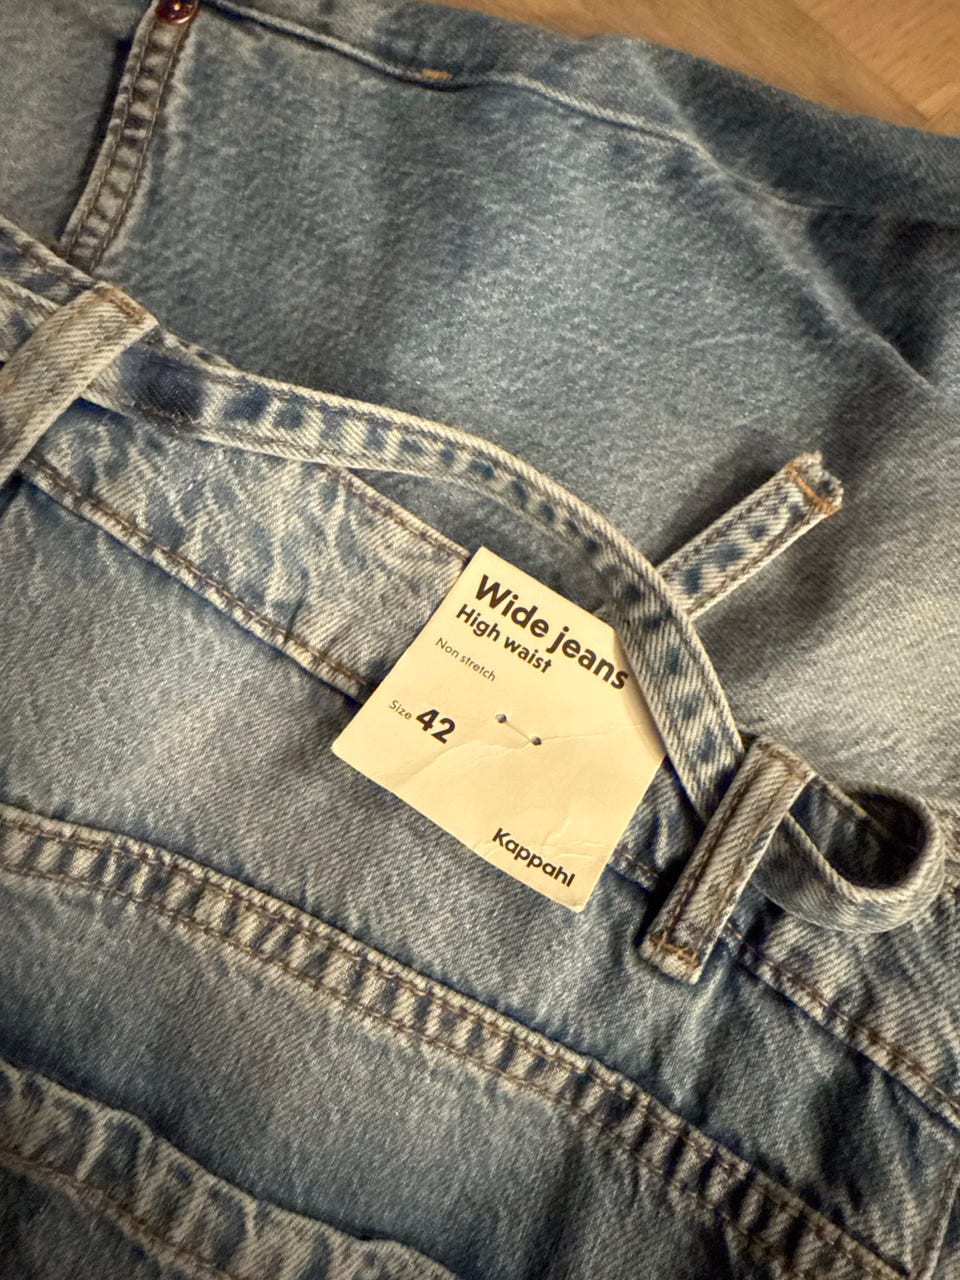 Wide jeans
High waist
Non stretch
Size 42
Kappahl